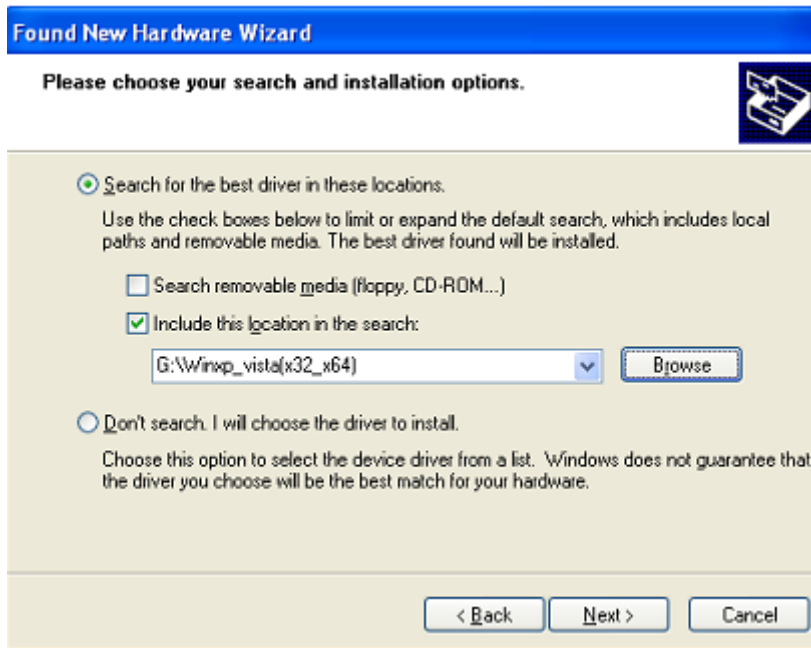 Found New Hardware Wizard
Please choose your search and installation options.
Search for the best driver in these locations.
Use the check boxes below to limit or expand the default search, which includes local
paths and removable media. The best driver found will be installed.
Search removable media (floppy, CD-ROM...)
Include this location in the search:
G:\Winxp_vista(x32_x64)
Browse
Don't search. I will choose the driver to install.
Choose this option to select the device driver from a list. Windows does not guarantee that
the driver you choose will be the best match for your hardware.
< Back Next > Cancel